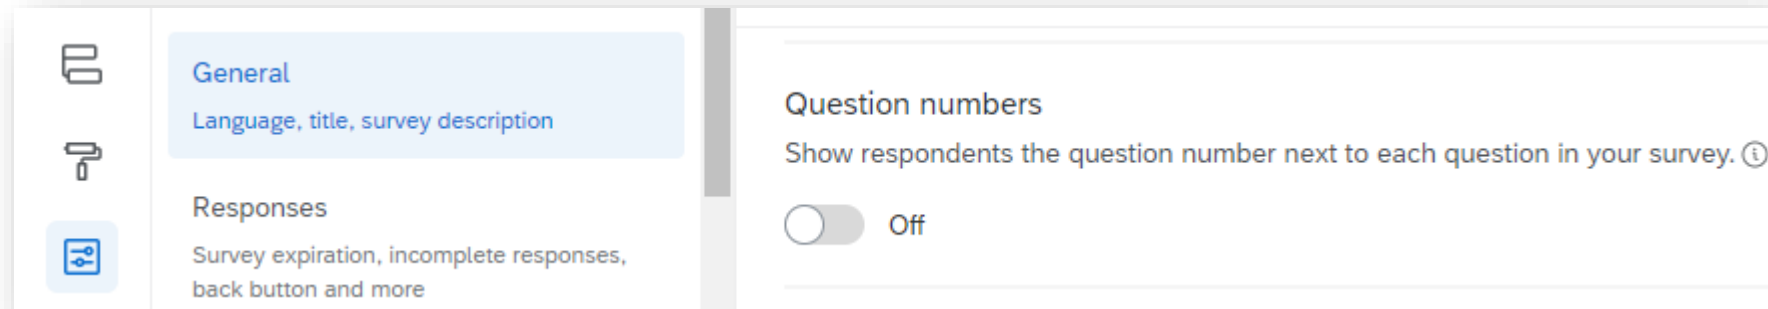 General
Language, title, survey description
Responses
Survey expiration, incomplete responses,
back button and more
Question numbers
Show respondents the question number next to each question in your survey.
Off